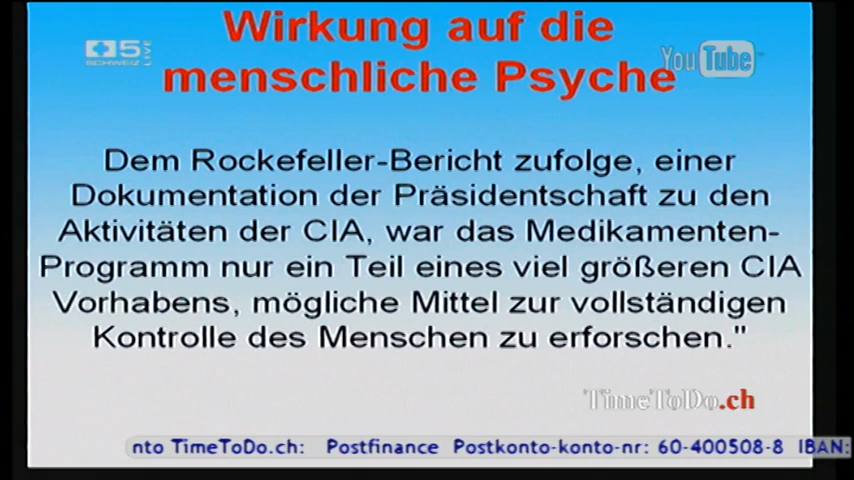 Wirkung auf die
menschliche Psyche
5
SCHWEIZ
LIVE
YouTube
Dem Rockefeller-Bericht zufolge, einer
Dokumentation der Präsidentschaft zu den
Aktivitäten der CIA, war das Medikamenten-
Programm nur ein Teil eines viel größeren CIA
Vorhabens, mögliche Mittel zur vollständigen
Kontrolle des Menschen zu erforschen."
TimeToDo.ch
nto TimeToDo.ch: Postfinance Postkonto-konto-nr: 60-400508-8 IBAN: